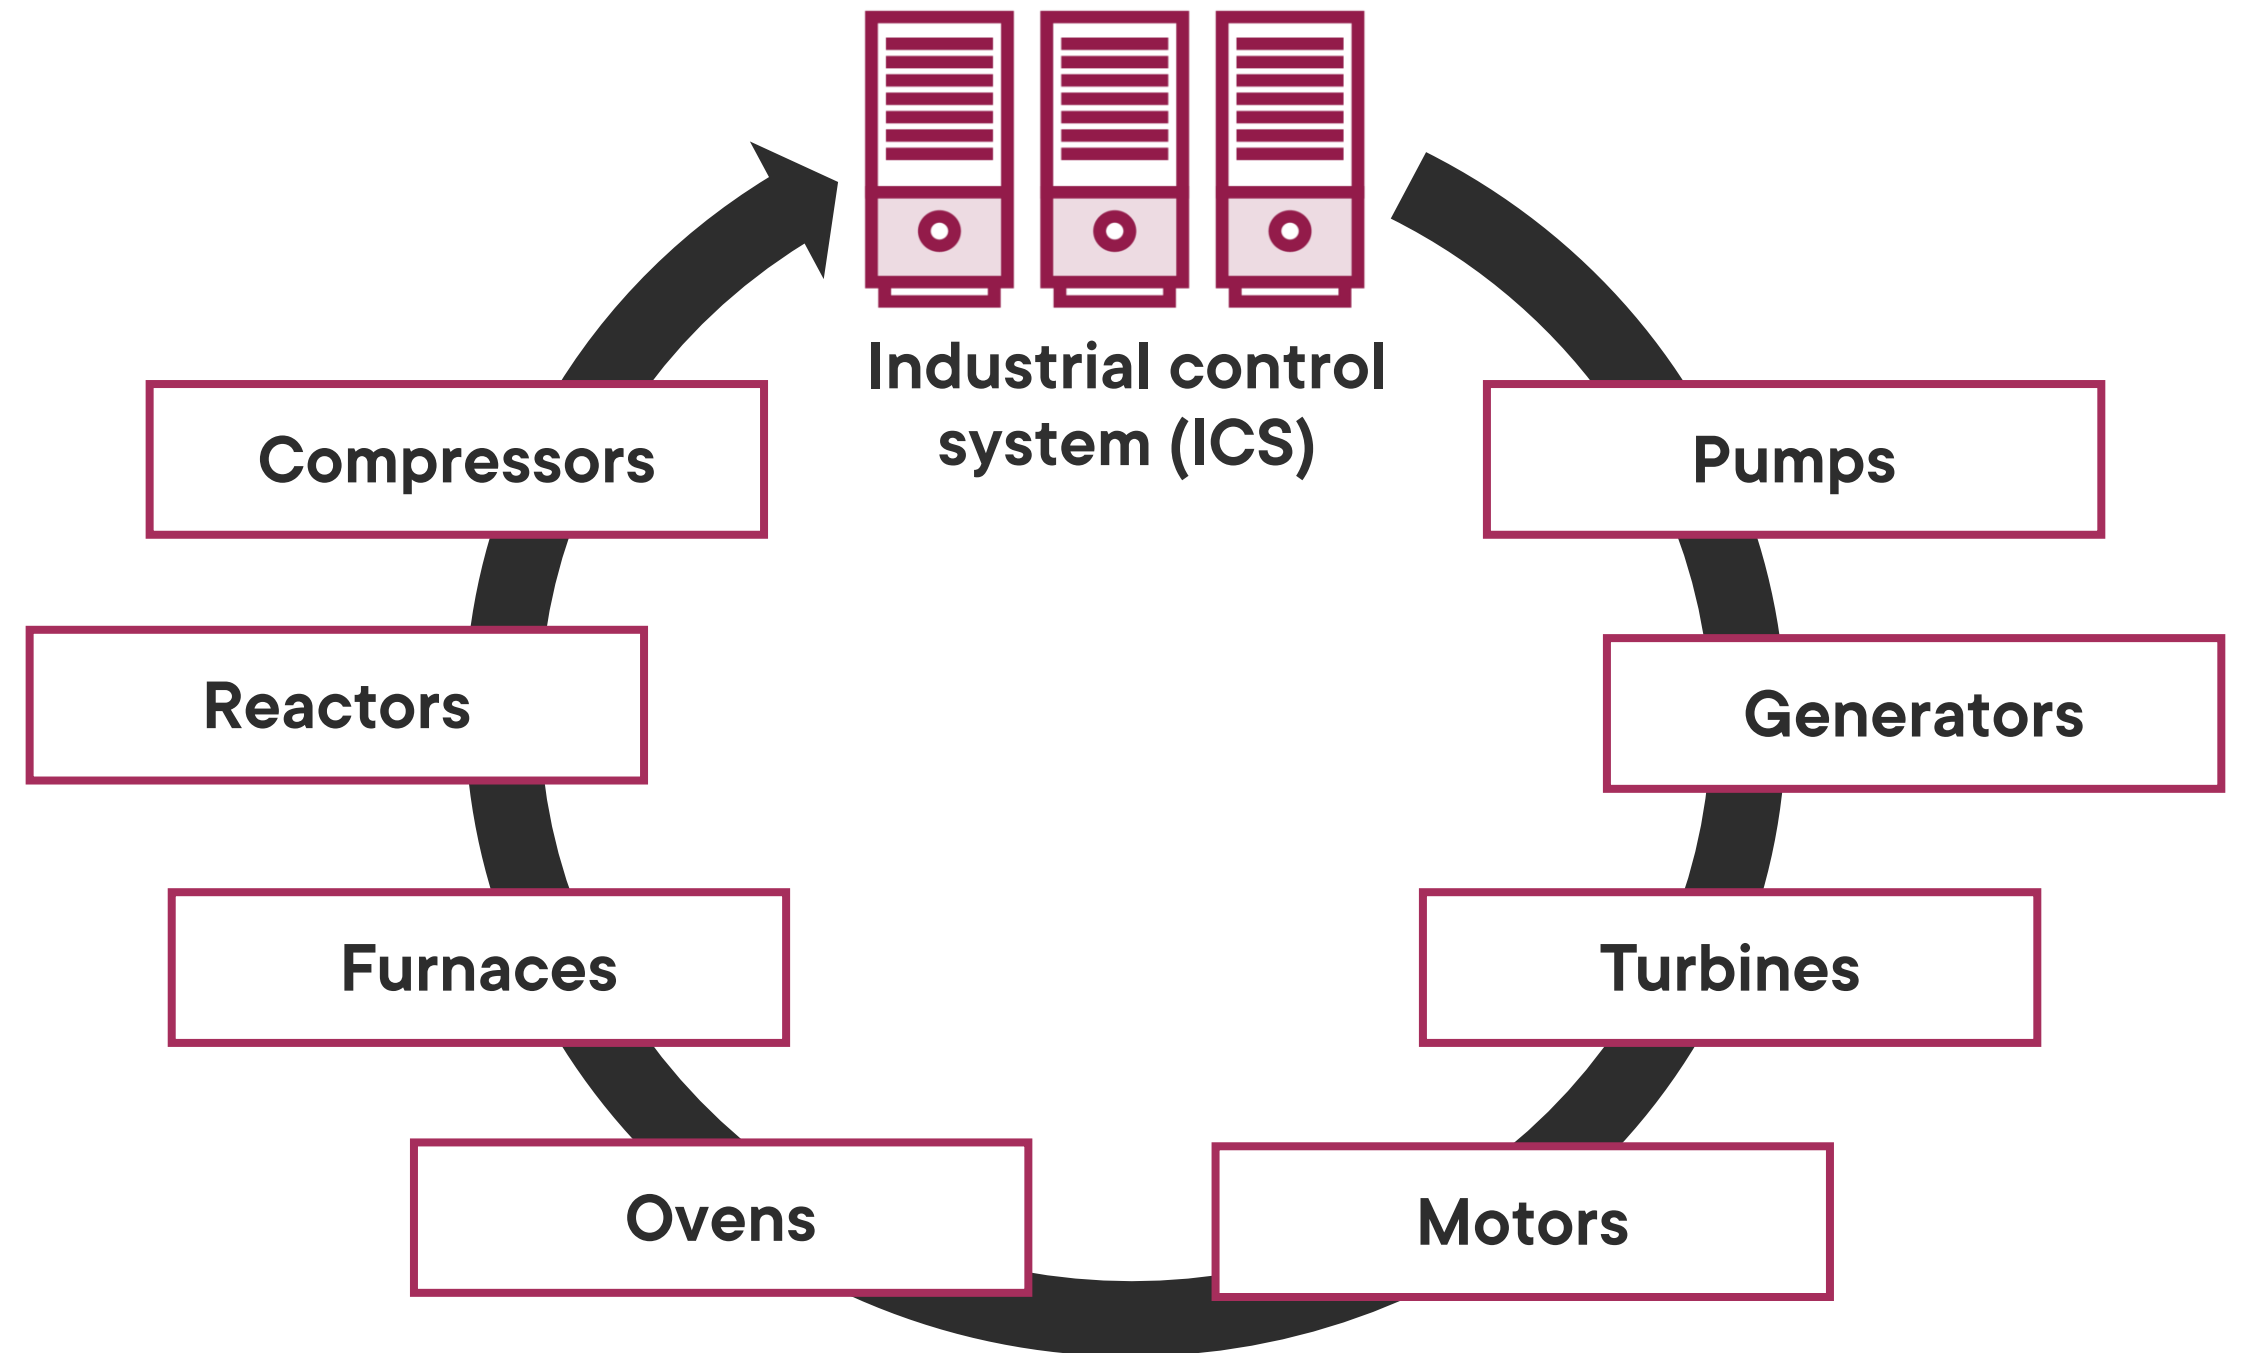 Industrial control
system (ICS)
Compressors
Pumps
Reactors
Generators
Furnaces
Turbines
Ovens
Motors